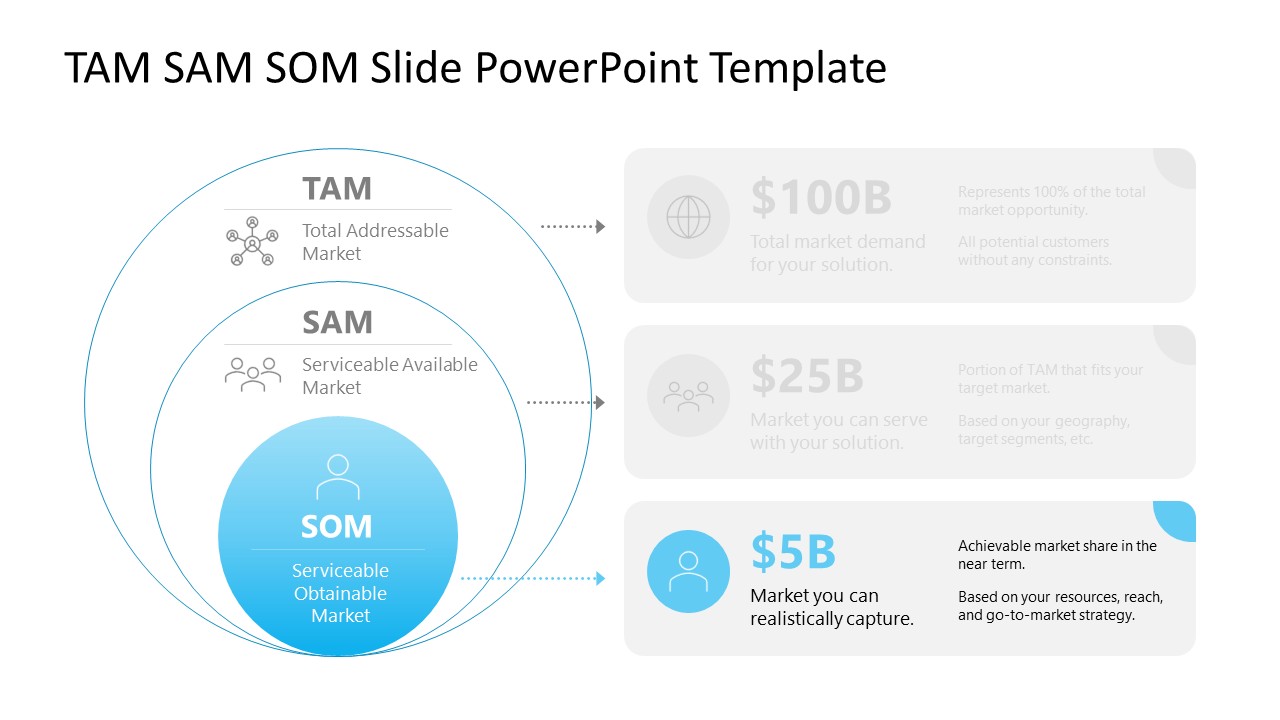 TAM SAM SOM Slide PowerPoint Template
TAM
Total Addressable
Market
SAM
Serviceable Available
Market
SOM
Serviceable
Obtainable
Market
$100B
Total market demand
for your solution.
Represents 100% of the total
market opportunity.
All potential customers
without any constraints.
$25B
Market you can serve
with your solution.
Portion of TAM that fits your
target market.
Based on your geography,
target segments, etc.
$5B
Market you can
realistically capture.
Achievable market share in the
near term.
Based on your resources, reach,
and go-to-market strategy.